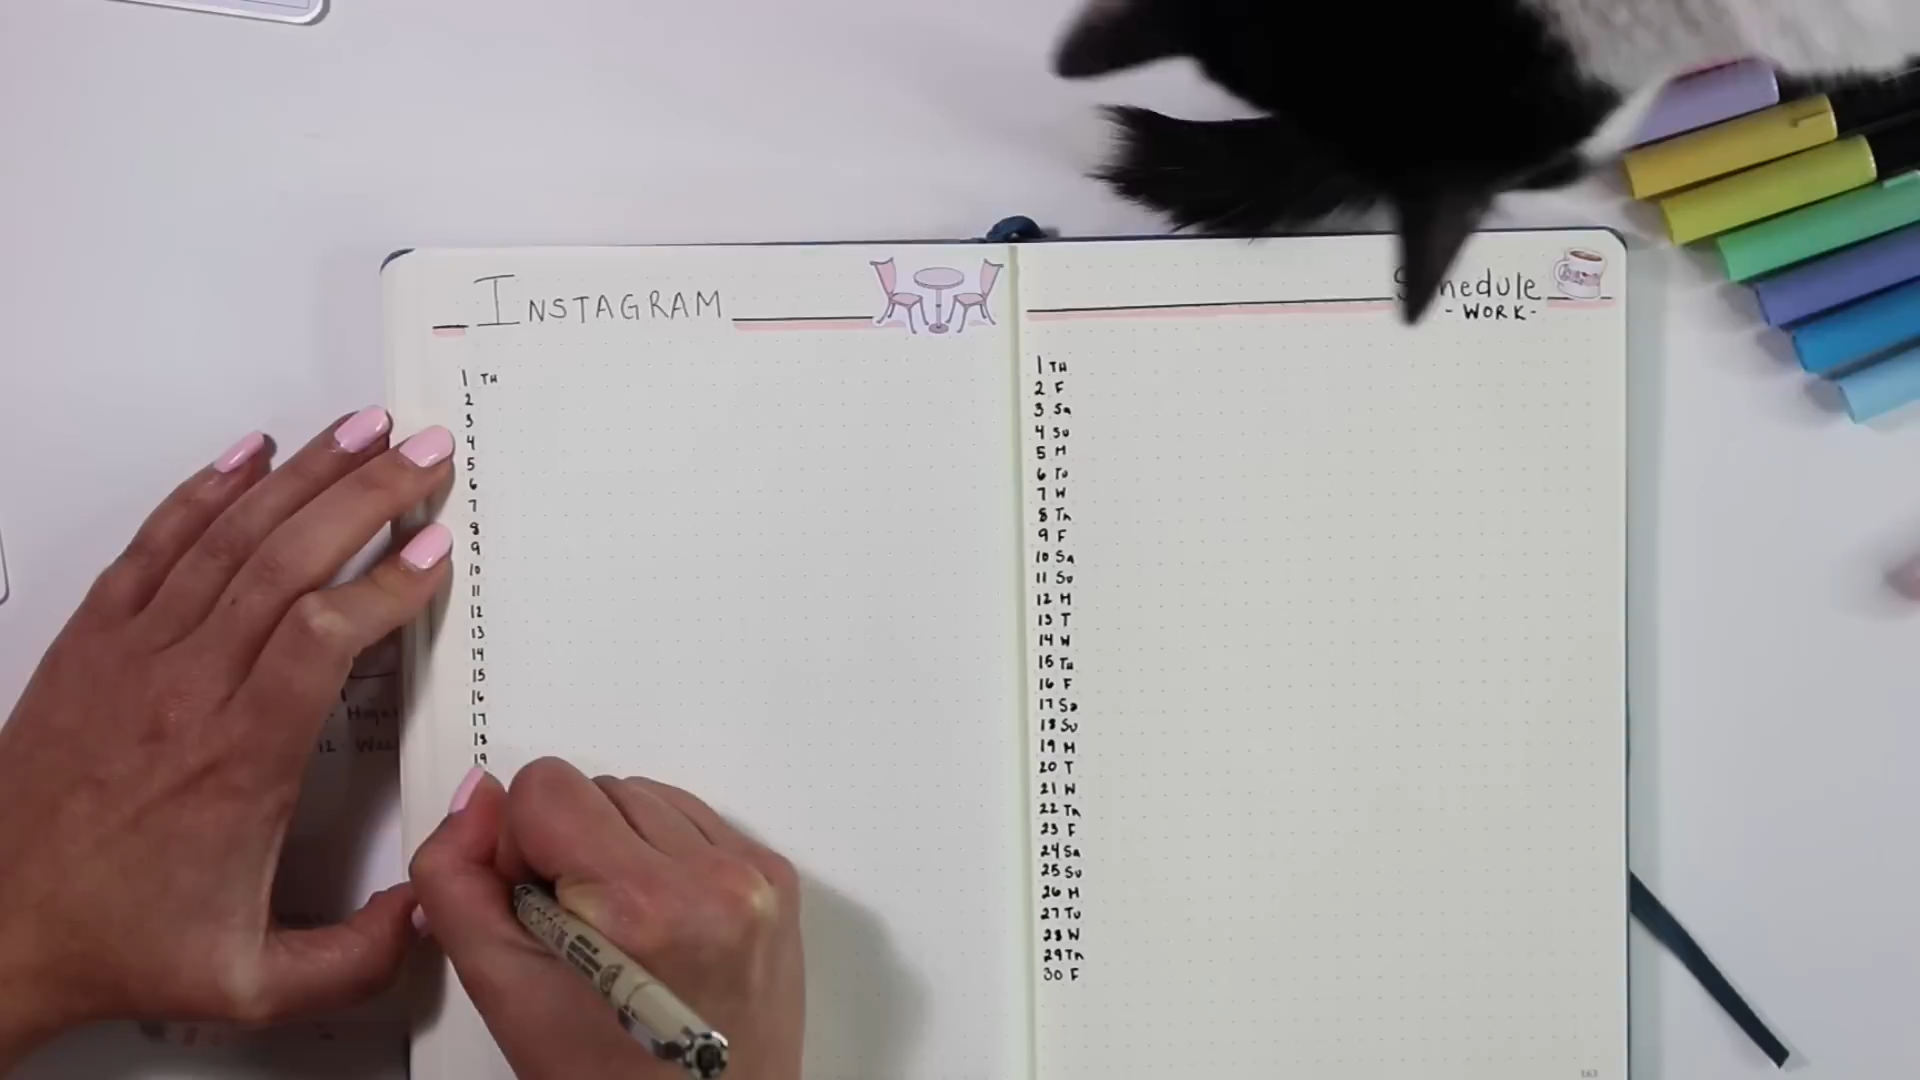 INSTAGRAM
1 TH
2
3
4
5
6
7
8
9
10
11
12
13
14
15
16
17
18
19
Schedule
- WORK -
1 TH
2 F
3 Sa
4 Su
5 M
6 Tu
7 W
8 Th
9 F
10 Sa
11 Su
12 M
13 T
14 W
15 Th
16 F
17 Sa
18 Su
19 M
20 T
21 W
22 Th
23 F
24 Sa
25 Su
26 M
27 Tu
28 W
29 Th
30 F
163
MICRON